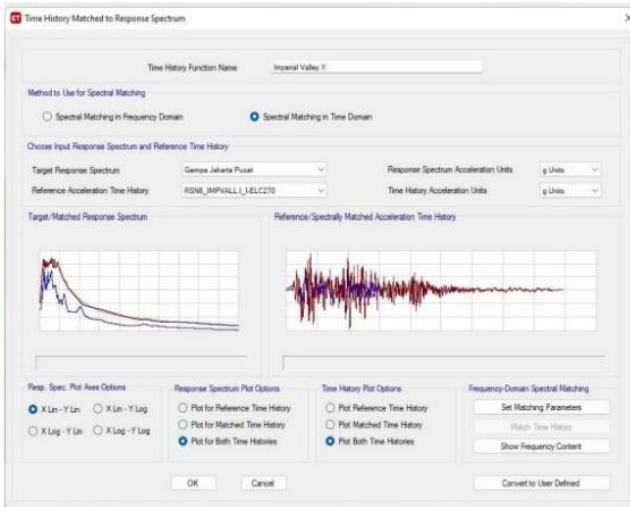 ET Time History Matched to Response Spectrum
Time History Function Name Imperial Valley X
Method to Use for Spectral Matching
Spectral Matching in Frequency Domain Spectral Matching in Time Domain
Choose Input Response Spectrum and Reference Time History
Target Response Spectrum Gempa Jakarta Pusat Response Spectrum Acceleration Units g Units
Reference Acceleration Time History RSN6_IMPVALL.I_I-ELC270 Time History Acceleration Units g Units
Target/Matched Response Spectrum Reference/Spectrally Matched Acceleration Time History
Resp. Spec. Plot Axes Options Response Spectrum Plot Options Time History Plot Options Frequency-Domain Spectral Matching
X Lin - Y Lin X Lin - Y Log Plot for Reference Time History Plot Reference Time History Set Matching Parameters
Plot for Matched Time History Plot Matched Time History Match Time History
X Log - Y Lin X Log - Y Log Plot for Both Time Histories Plot Both Time Histories Show Frequency Content
OK Cancel Convert to User Defined